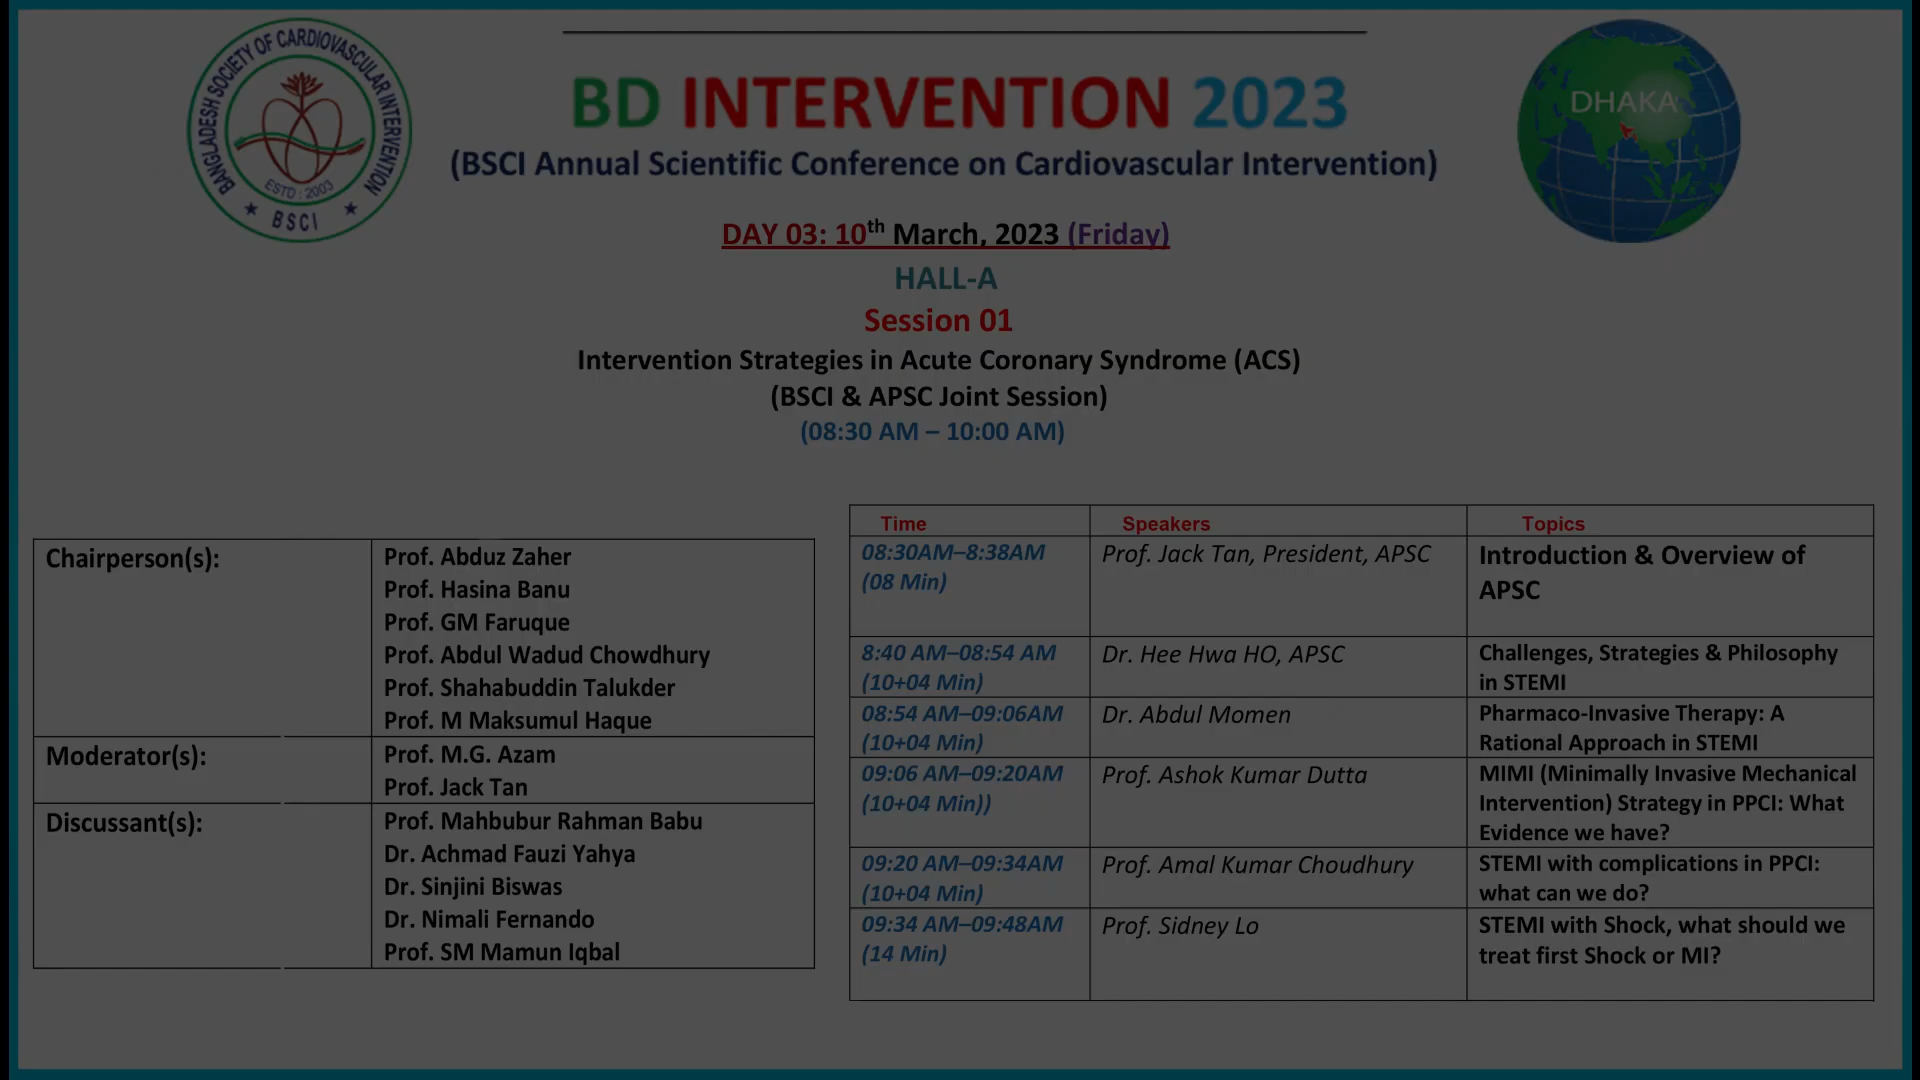 BANGLADESH SOCIETY OF CARDIOVASCULAR INTERVENTION
ESTD : 2003
BSCI
BD INTERVENTION 2023
(BSCI Annual Scientific Conference on Cardiovascular Intervention)
DHAKA
DAY 03: 10th March, 2023 (Friday)
HALL-A
Session 01
Intervention Strategies in Acute Coronary Syndrome (ACS)
(BSCI & APSC Joint Session)
(08:30 AM – 10:00 AM)
Chairperson(s):
Prof. Abduz Zaher
Prof. Hasina Banu
Prof. GM Faruque
Prof. Abdul Wadud Chowdhury
Prof. Shahabuddin Talukder
Prof. M Maksumul Haque
Moderator(s):
Prof. M.G. Azam
Prof. Jack Tan
Discussant(s):
Prof. Mahbubur Rahman Babu
Dr. Achmad Fauzi Yahya
Dr. Sinjini Biswas
Dr. Nimali Fernando
Prof. SM Mamun Iqbal
Time Speakers Topics
08:30AM–8:38AM
(08 Min)
Prof. Jack Tan, President, APSC
Introduction & Overview of
APSC
8:40 AM–08:54 AM
(10+04 Min)
Dr. Hee Hwa HO, APSC
Challenges, Strategies & Philosophy
in STEMI
08:54 AM–09:06AM
(10+04 Min)
Dr. Abdul Momen
Pharmaco-Invasive Therapy: A
Rational Approach in STEMI
09:06 AM–09:20AM
(10+04 Min))
Prof. Ashok Kumar Dutta
MIMI (Minimally Invasive Mechanical
Intervention) Strategy in PPCI: What
Evidence we have?
09:20 AM–09:34AM
(10+04 Min)
Prof. Amal Kumar Choudhury
STEMI with complications in PPCI:
what can we do?
09:34 AM–09:48AM
(14 Min)
Prof. Sidney Lo
STEMI with Shock, what should we
treat first Shock or MI?